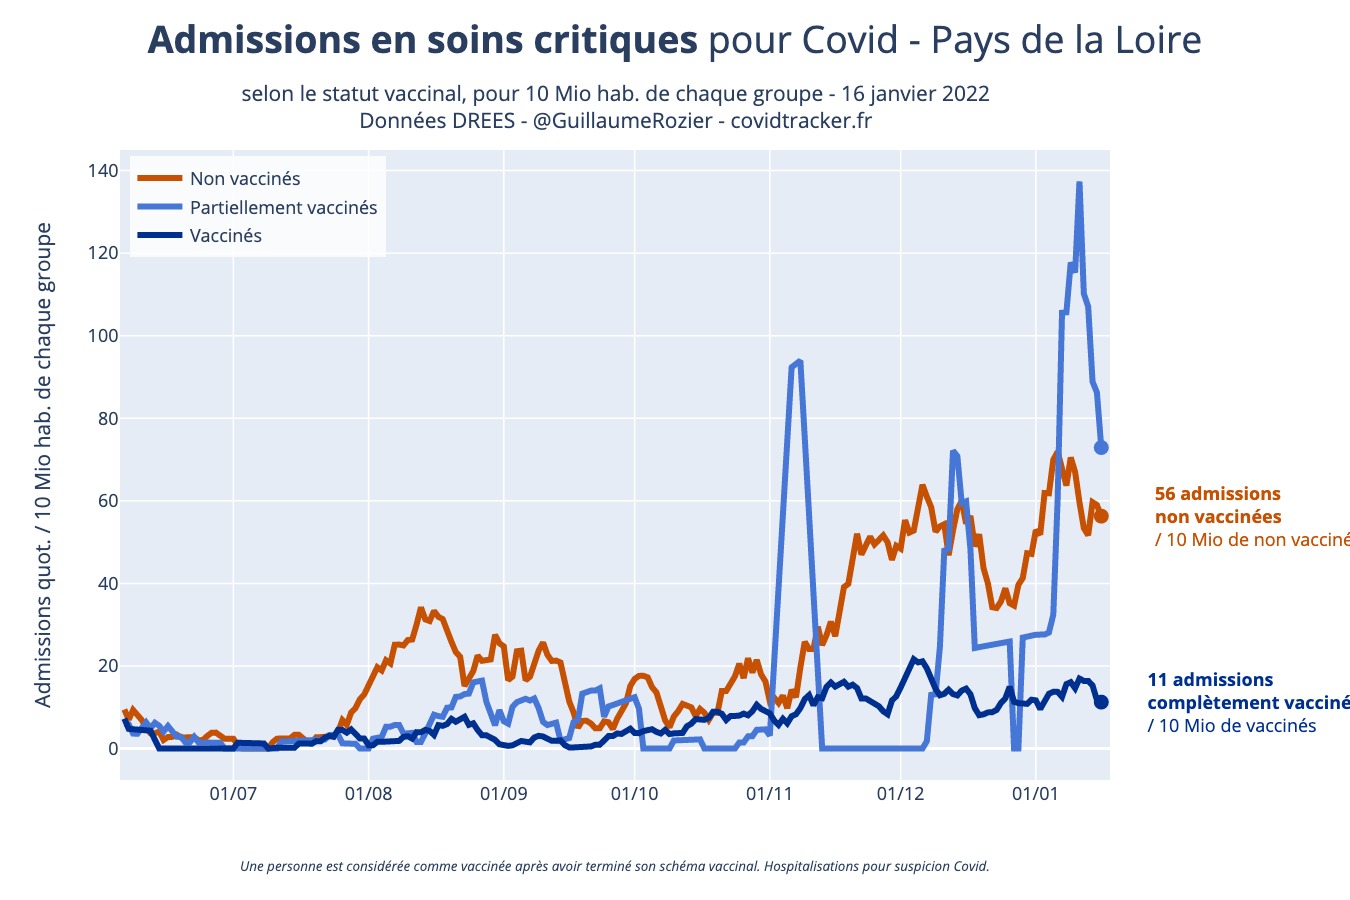 Admissions en soins critiques pour Covid - Pays de la Loire
selon le statut vaccinal, pour 10 Mio hab. de chaque groupe - 16 janvier 2022
Données DREES - @GuillaumeRozier - covidtracker.fr
Admissions quot. / 10 Mio hab. de chaque groupe
140
120
100
80
60
40
20
0
Non vaccinés
Partiellement vaccinés
Vaccinés
56 admissions
non vaccinées
/ 10 Mio de non vacciné
11 admissions
complètement vacciné
/ 10 Mio de vaccinés
01/07
01/08
01/09
01/10
01/11
01/12
01/01
Une personne est considérée comme vaccinée après avoir terminé son schéma vaccinal. Hospitalisations pour suspicion Covid.